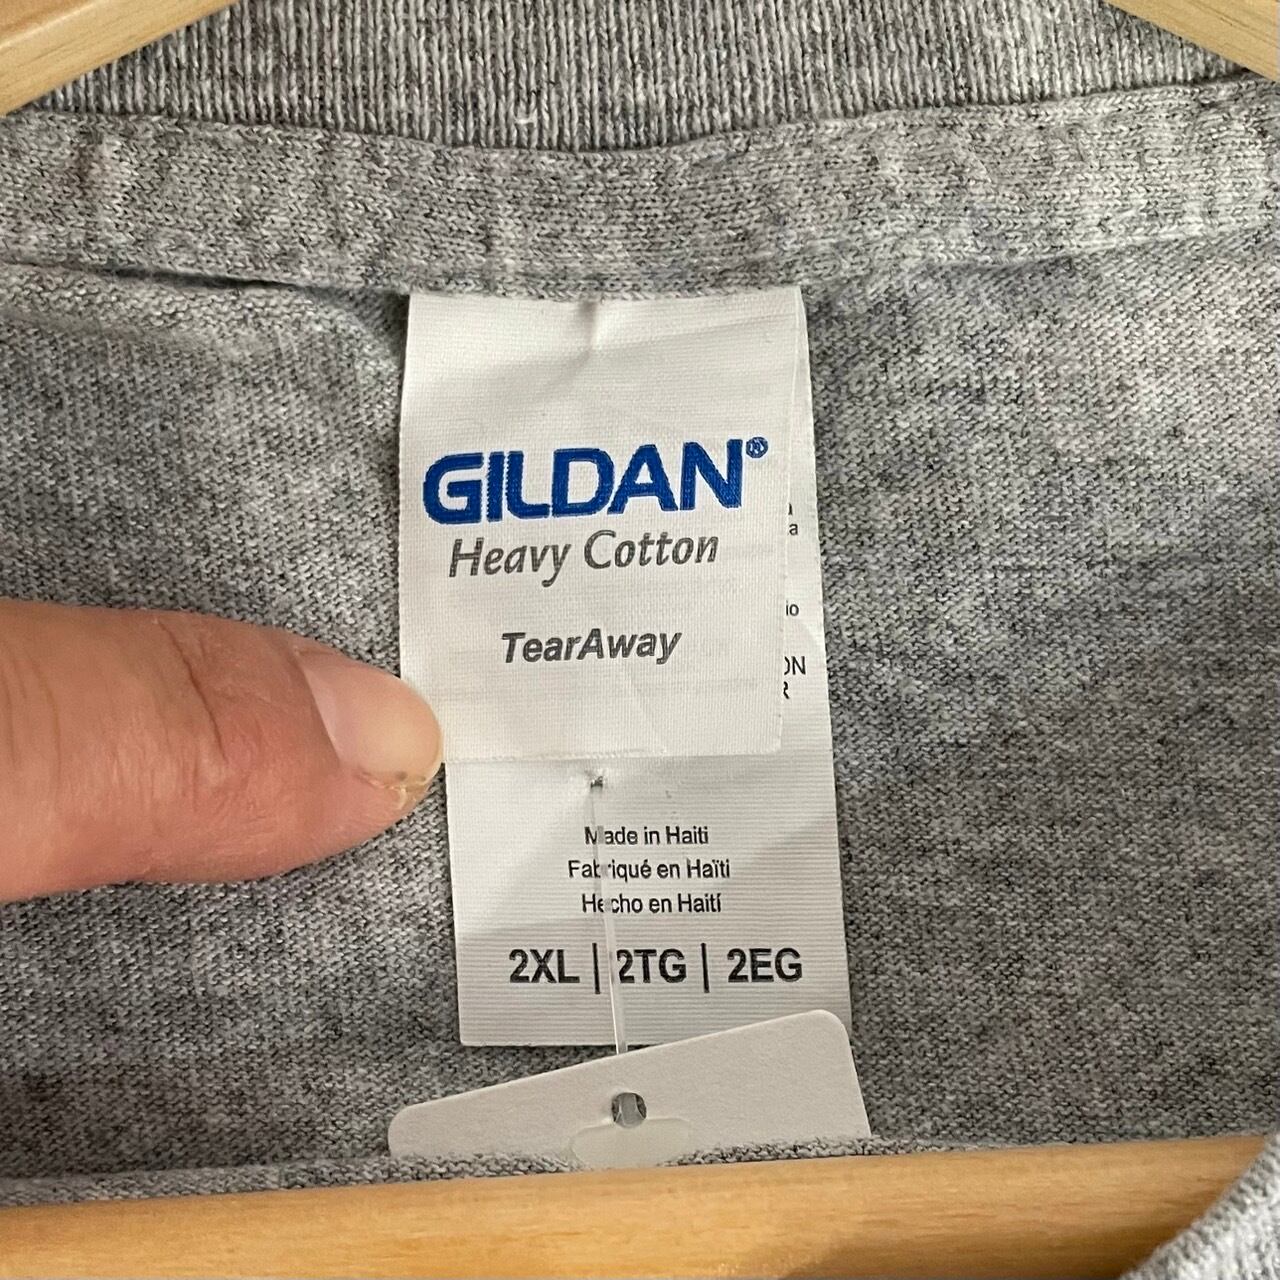 GILDAN®
Heavy Cotton
TearAway
Made in Haiti
Fabriqué en Haïti
Hecho en Haití
2XL | 2TG | 2EG